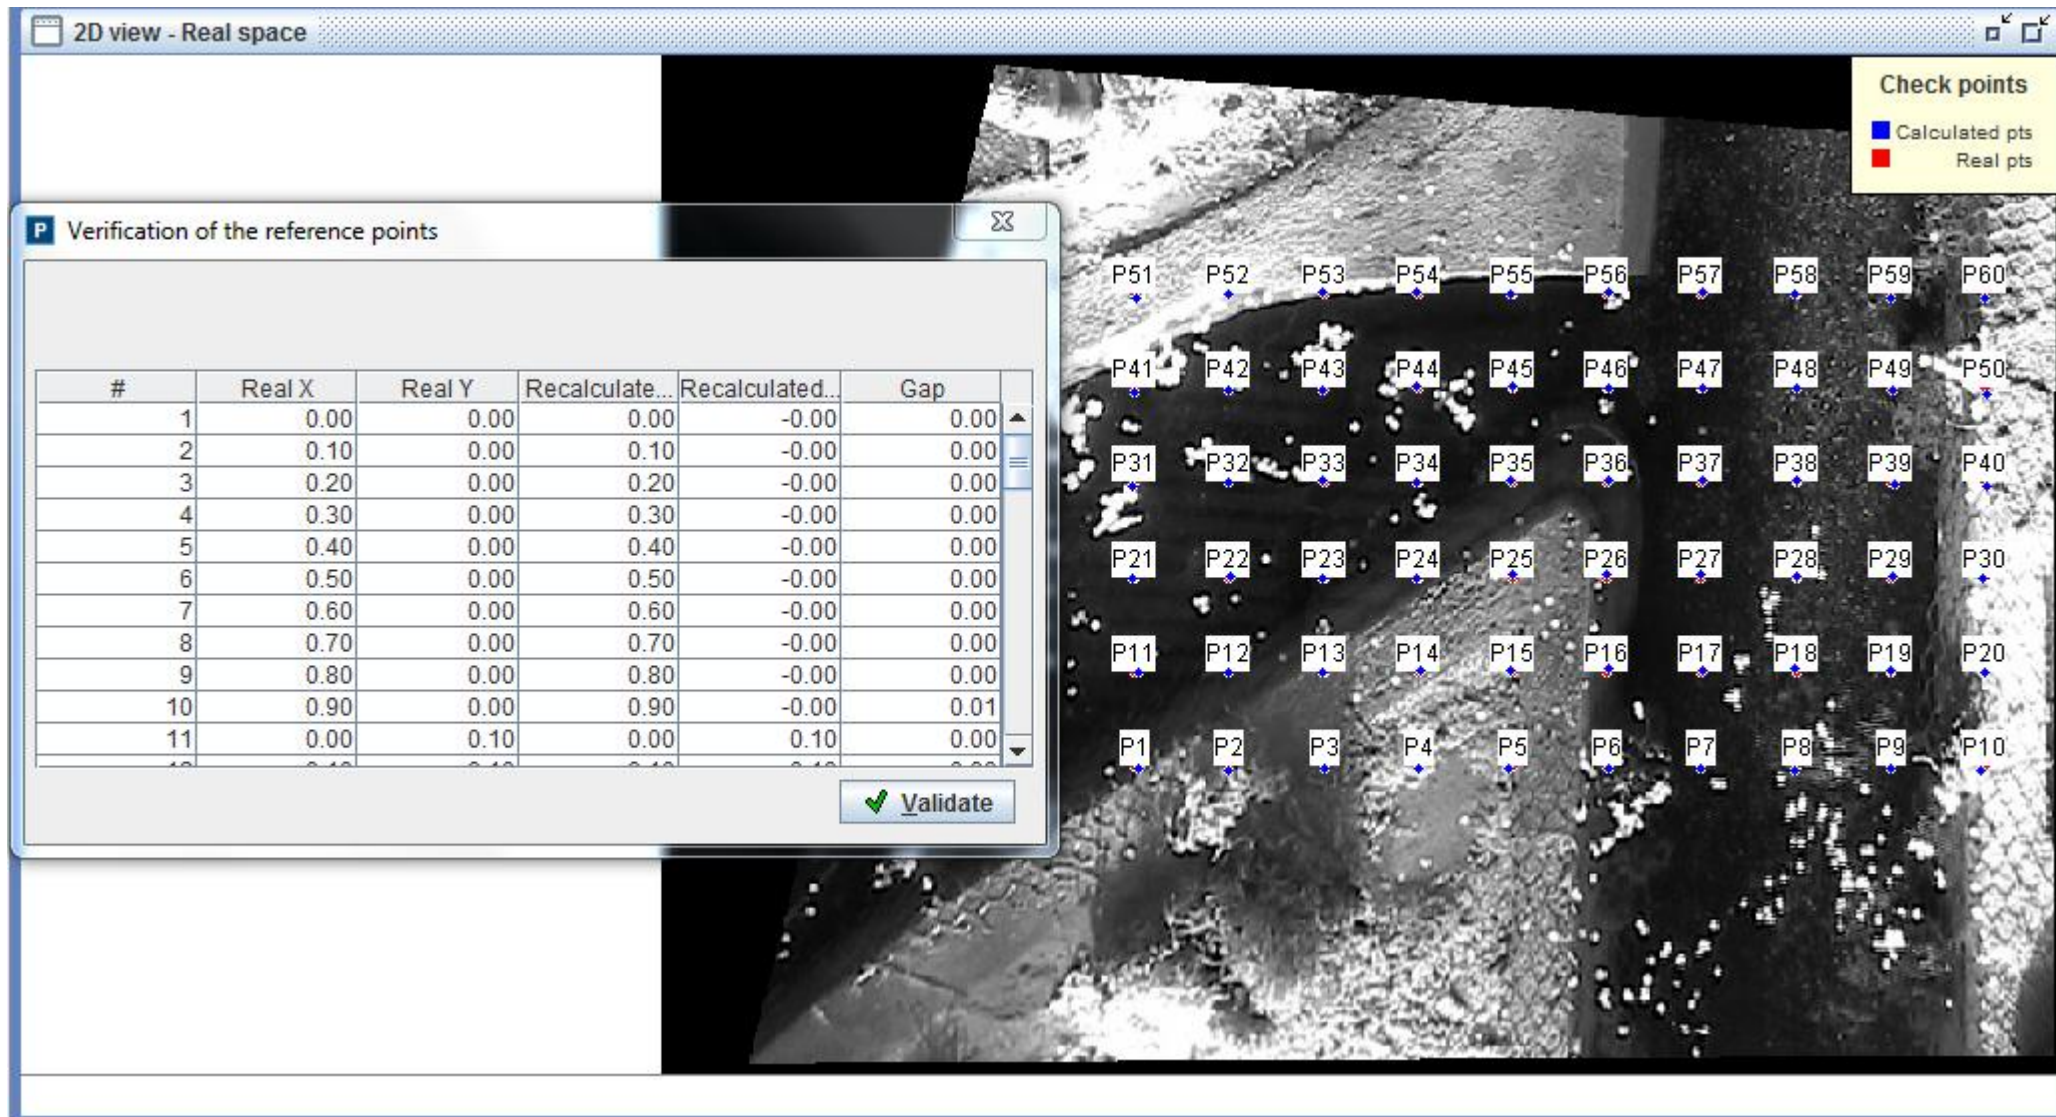 2D view - Real space
Check points
Calculated pts
Real pts
P Verification of the reference points
# Real X Real Y Recalculate... Recalculated... Gap
1 0.00 0.00 0.00 -0.00 0.00
2 0.10 0.00 0.10 -0.00 0.00
3 0.20 0.00 0.20 -0.00 0.00
4 0.30 0.00 0.30 -0.00 0.00
5 0.40 0.00 0.40 -0.00 0.00
6 0.50 0.00 0.50 -0.00 0.00
7 0.60 0.00 0.60 -0.00 0.00
8 0.70 0.00 0.70 -0.00 0.00
9 0.80 0.00 0.80 -0.00 0.00
10 0.90 0.00 0.90 -0.00 0.01
11 0.00 0.10 0.00 0.10 0.00
Validate
P51 P52 P53 P54 P55 P56 P57 P58 P59 P60
P41 P42 P43 P44 P45 P46 P47 P48 P49 P50
P31 P32 P33 P34 P35 P36 P37 P38 P39 P40
P21 P22 P23 P24 P25 P26 P27 P28 P29 P30
P11 P12 P13 P14 P15 P16 P17 P18 P19 P20
P1 P2 P3 P4 P5 P6 P7 P8 P9 P10